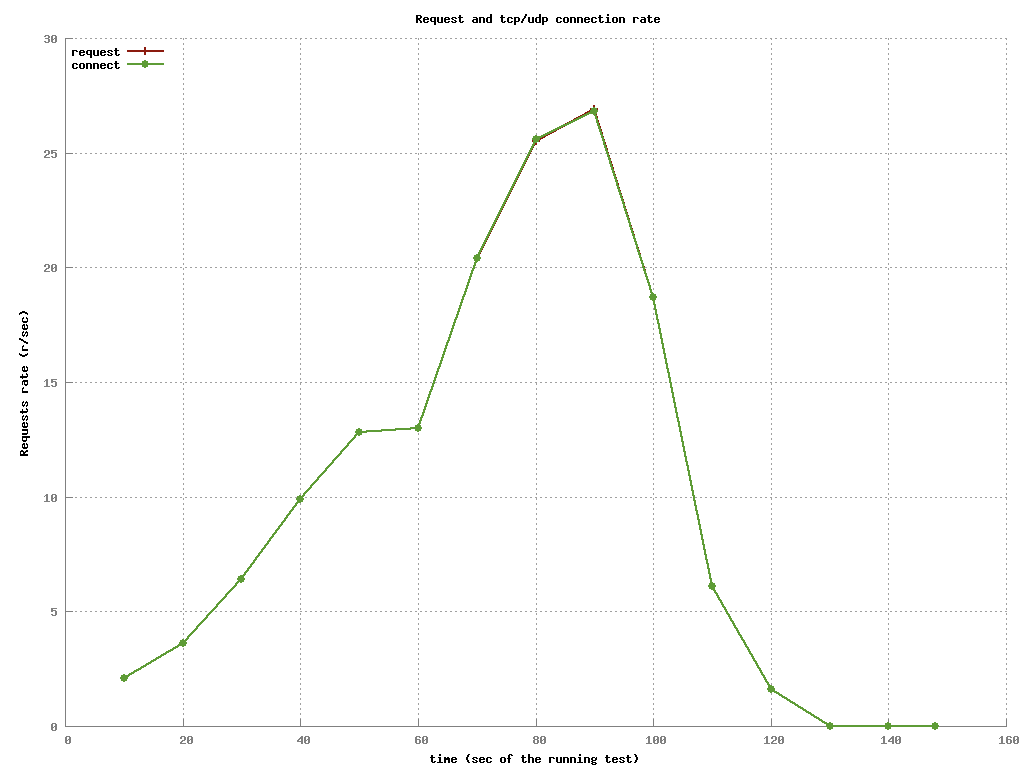 Request and tcp/udp connection rate
30
request
connect
25
20
15
10
5
0
Requests rate (r/sec)
0 20 40 60 80 100 120 140 160
time (sec of the running test)